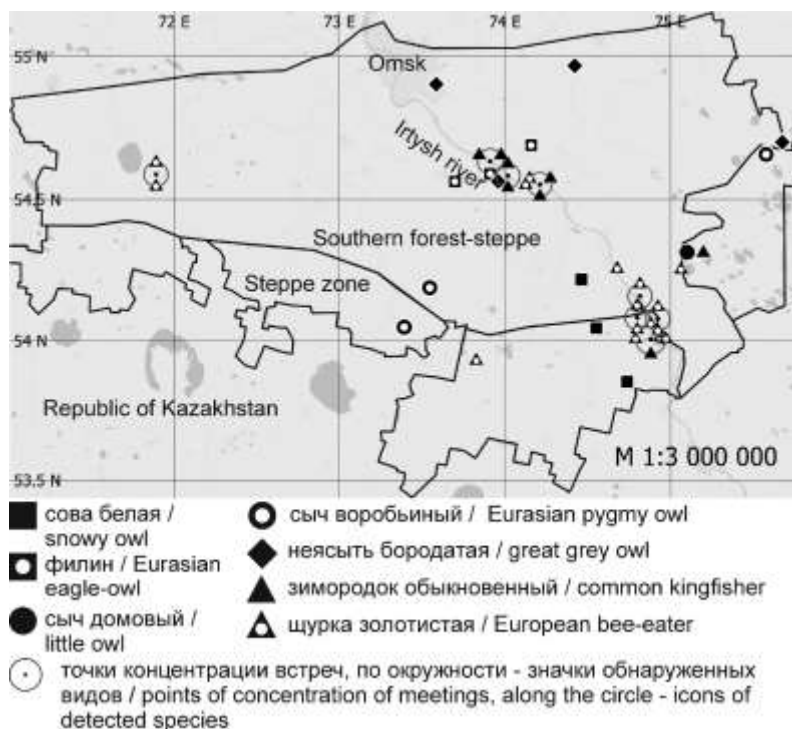 72 E
73 E
74 E
75 E
55 N
Omsk
Irtysh river
54.5 N
Southern forest-steppe
Steppe zone
54 N
Republic of Kazakhstan
М 1:3 000 000
53.5 N
сова белая /
snowy owl
филин / Eurasian
eagle-owl
сыч домовый /
little owl
сыч воробьиный / Eurasian pygmy owl
неясыть бородатая / great grey owl
зимородок обыкновенный / common kingfisher
щурка золотистая / European bee-eater
точки концентрации встреч, по окружности - значки обнаруженных
видов / points of concentration of meetings, along the circle - icons of
detected species